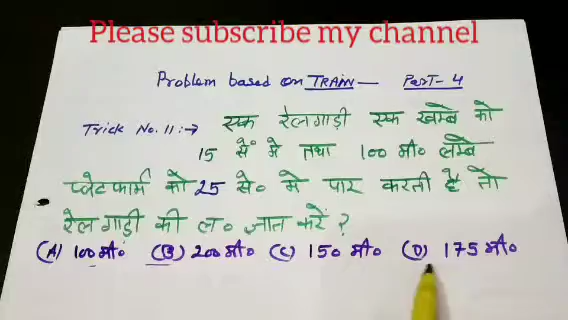 Please subscribe my channel
Problem based on TRAIN— PART-4
Trick No. 11:→ एक रेलगाड़ी एक खम्बे को
15 से० मे तथा 100 मी० लम्बे
प्लेटफार्म को 25 से० मे पार करती है तो
रेल गाड़ी की ल० ज्ञात करें ?
(A) 100 मी० (B) 200 मी० (C) 150 मी० (D) 175 मी०